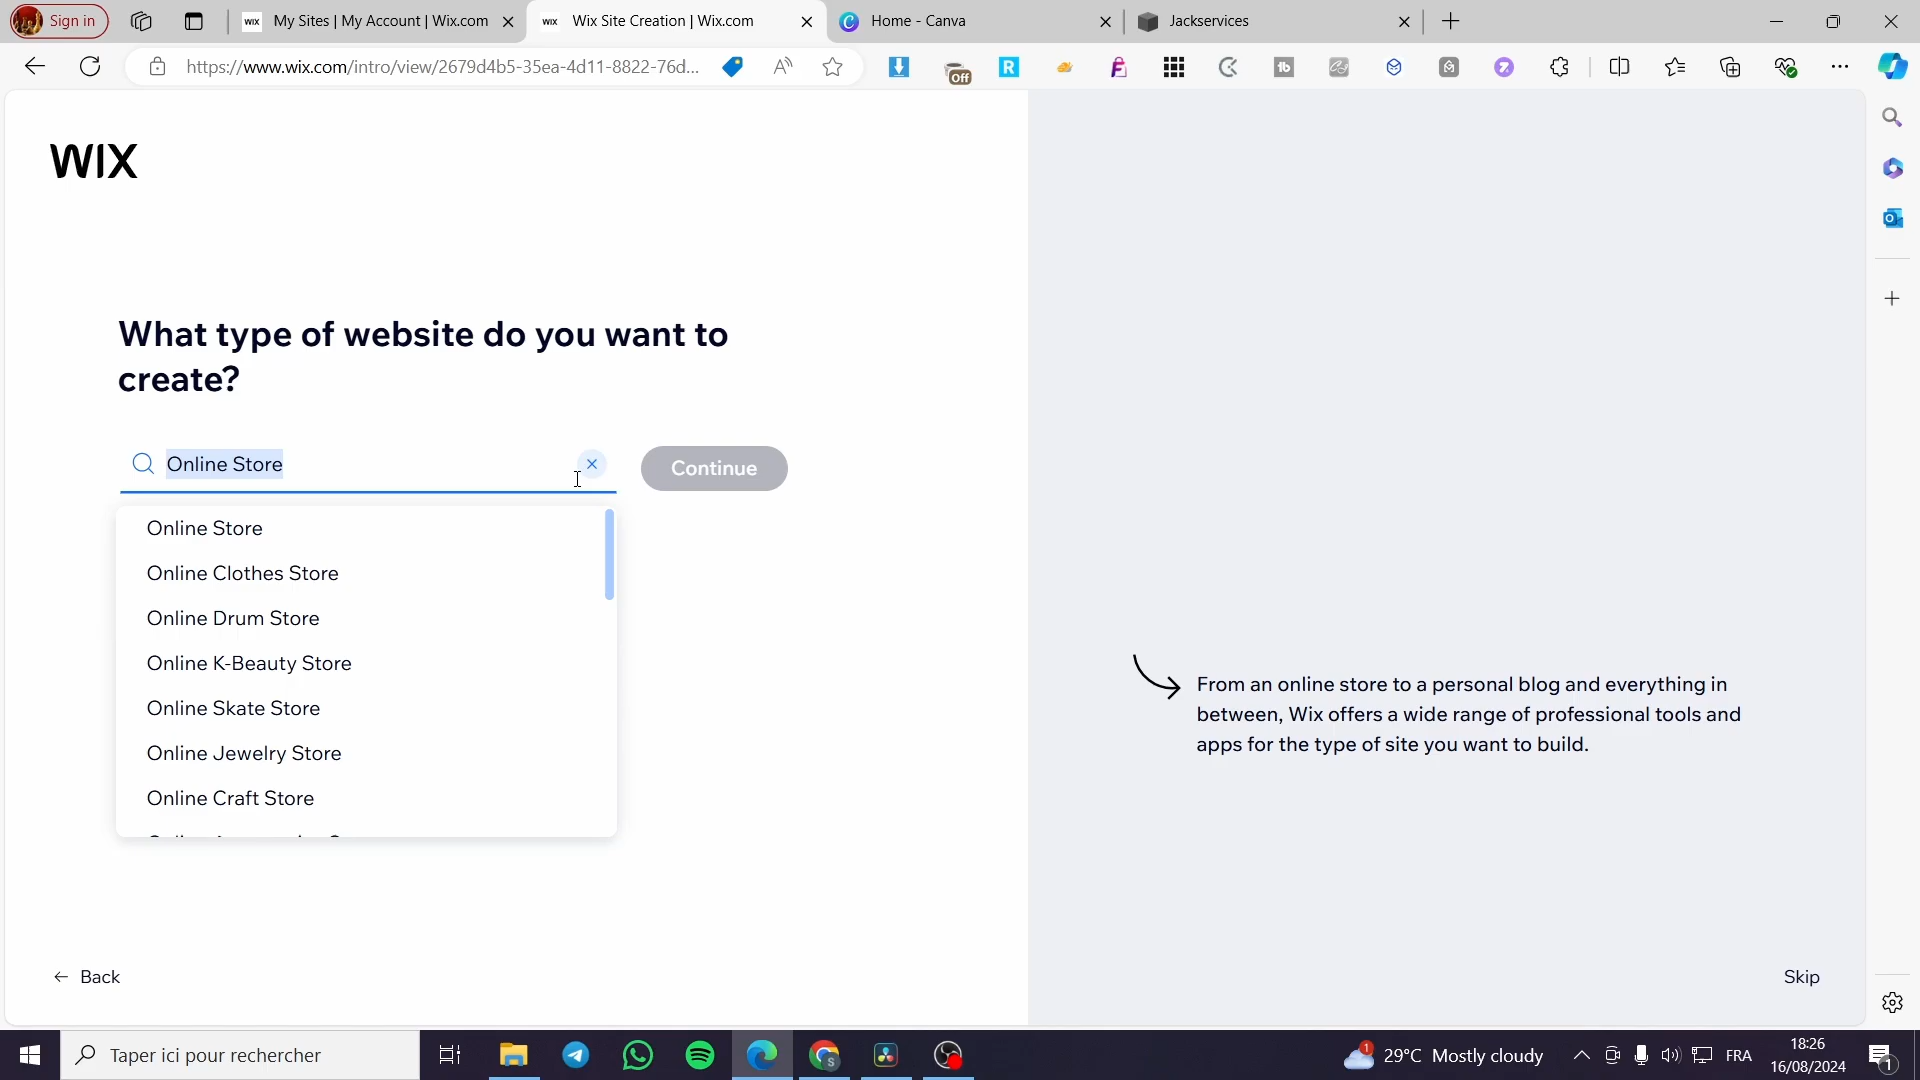 Sign in
WIX
My Sites | My Account | Wix.com
WIX
Wix Site Creation | Wix.com
Home - Canva
Jackservices
https://www.wix.com/intro/view/2679d4b5-35ea-4d11-8822-76d...
Off
WIX
What type of website do you want to
create?
Online Store
Continue
Online Store
Online Clothes Store
Online Drum Store
Online K-Beauty Store
Online Skate Store
Online Jewelry Store
Online Craft Store
From an online store to a personal blog and everything in
between, Wix offers a wide range of professional tools and
apps for the type of site you want to build.
Back
Skip
Taper ici pour rechercher
1
29°C Mostly cloudy
FRA
18:26
16/08/2024
1